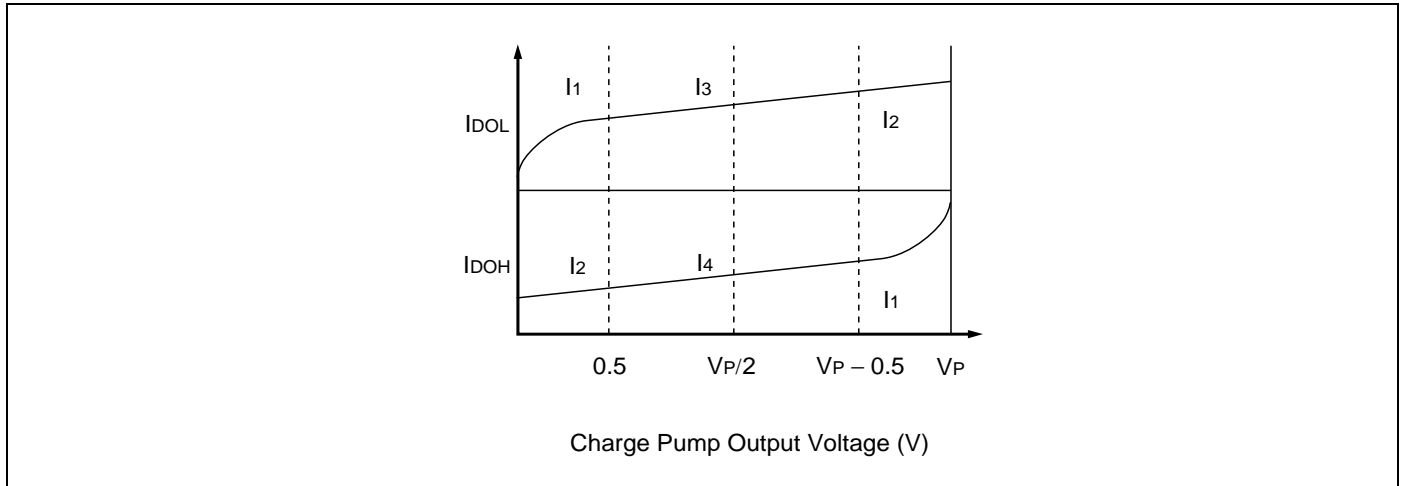 I1
I3
IDOL
I2
IDOH
I2
I4
I1
0.5
VP/2
VP – 0.5
VP
Charge Pump Output Voltage (V)